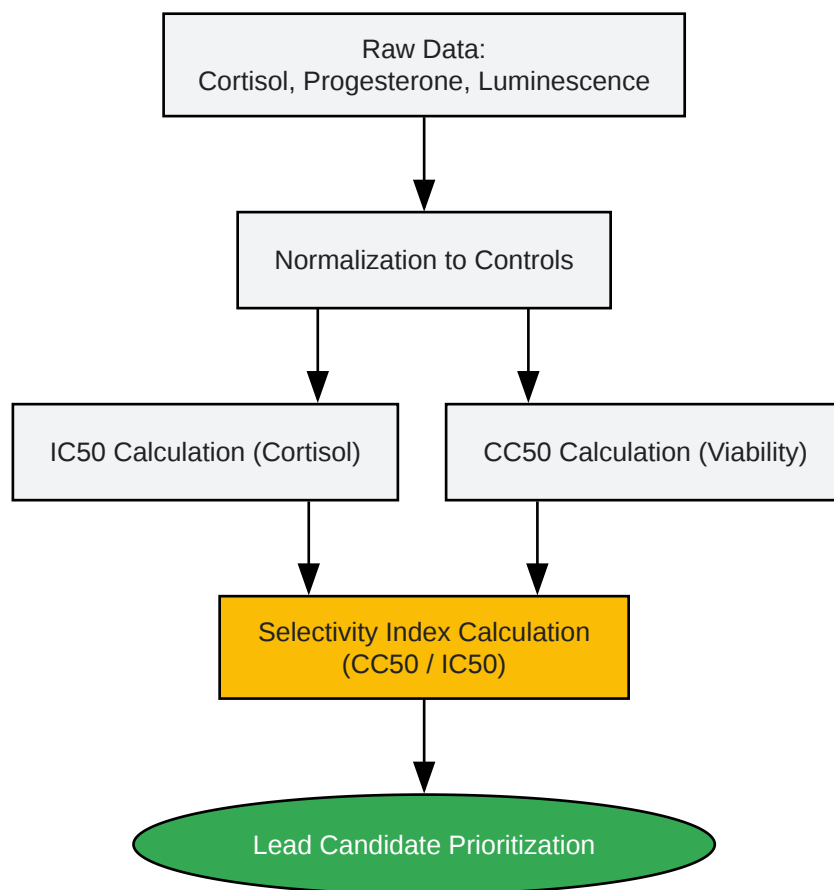 Raw Data:
Cortisol, Progesterone, Luminescence
Normalization to Controls
IC50 Calculation (Cortisol)
CC50 Calculation (Viability)
Selectivity Index Calculation
(CC50 / IC50)
Lead Candidate Prioritization